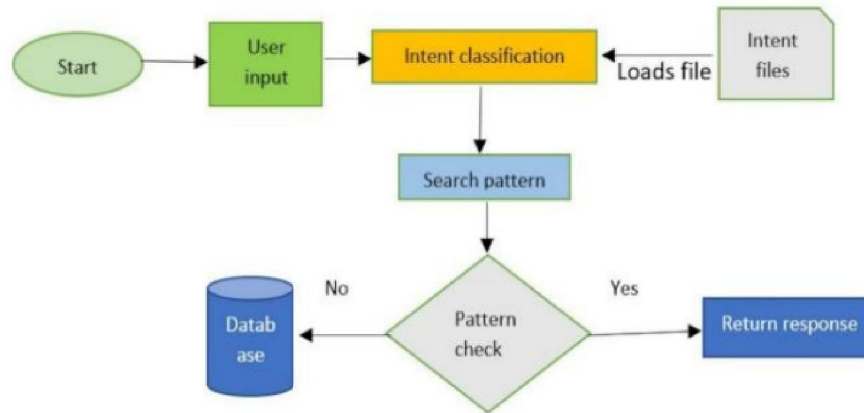 Start
User
input
Intent classification
Loads file
Intent
files
Search pattern
No
Yes
Datab
ase
Pattern
check
Return response